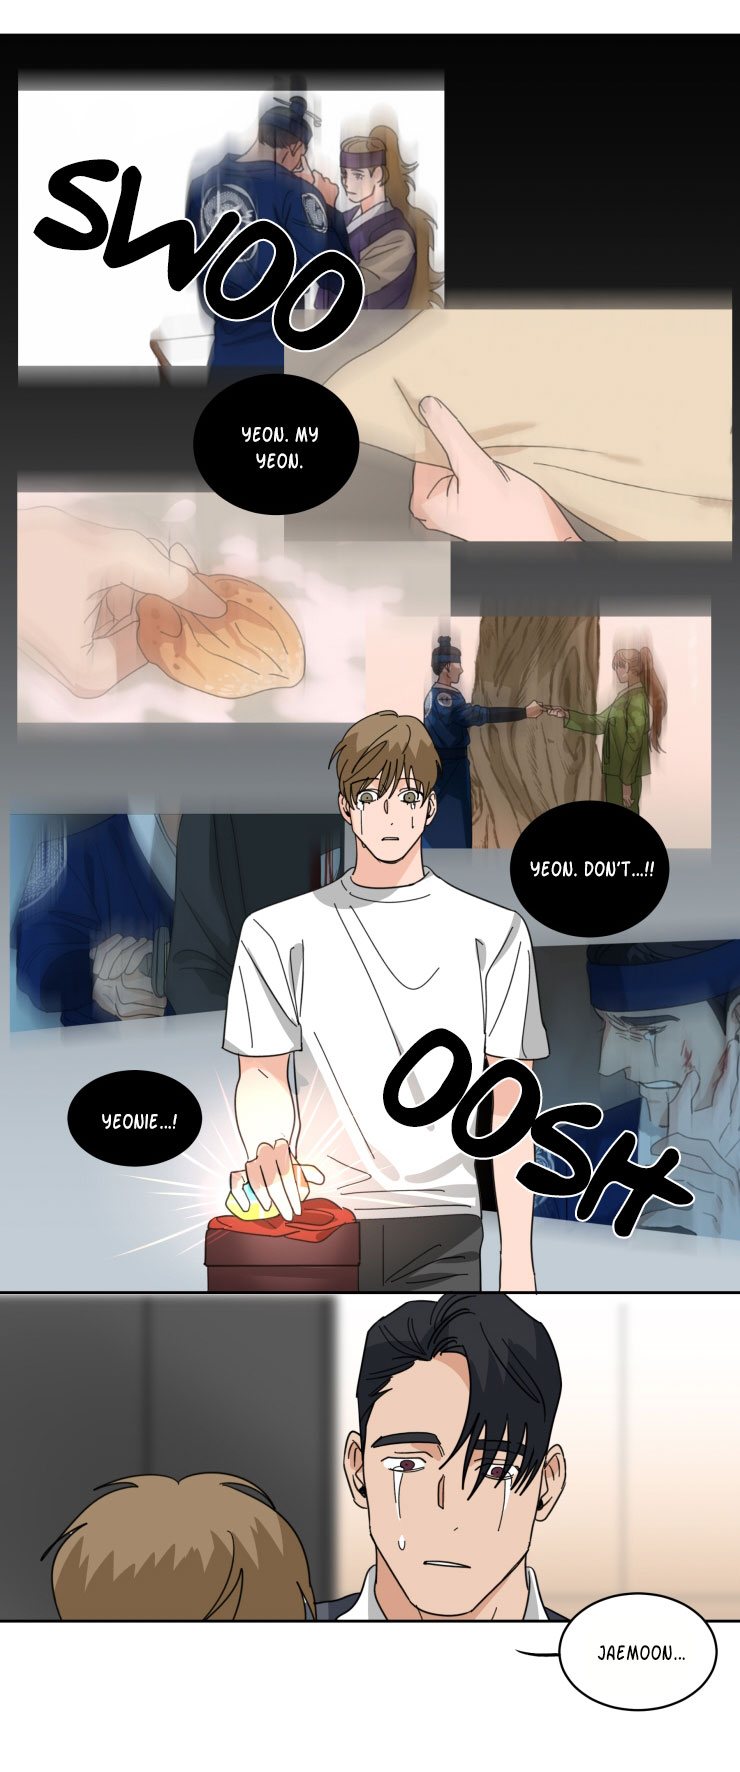 SWOO
YEON. MY
YEON.
YEON. DON'T...!!
OOSH
YEONIE...!
JAEMOON...